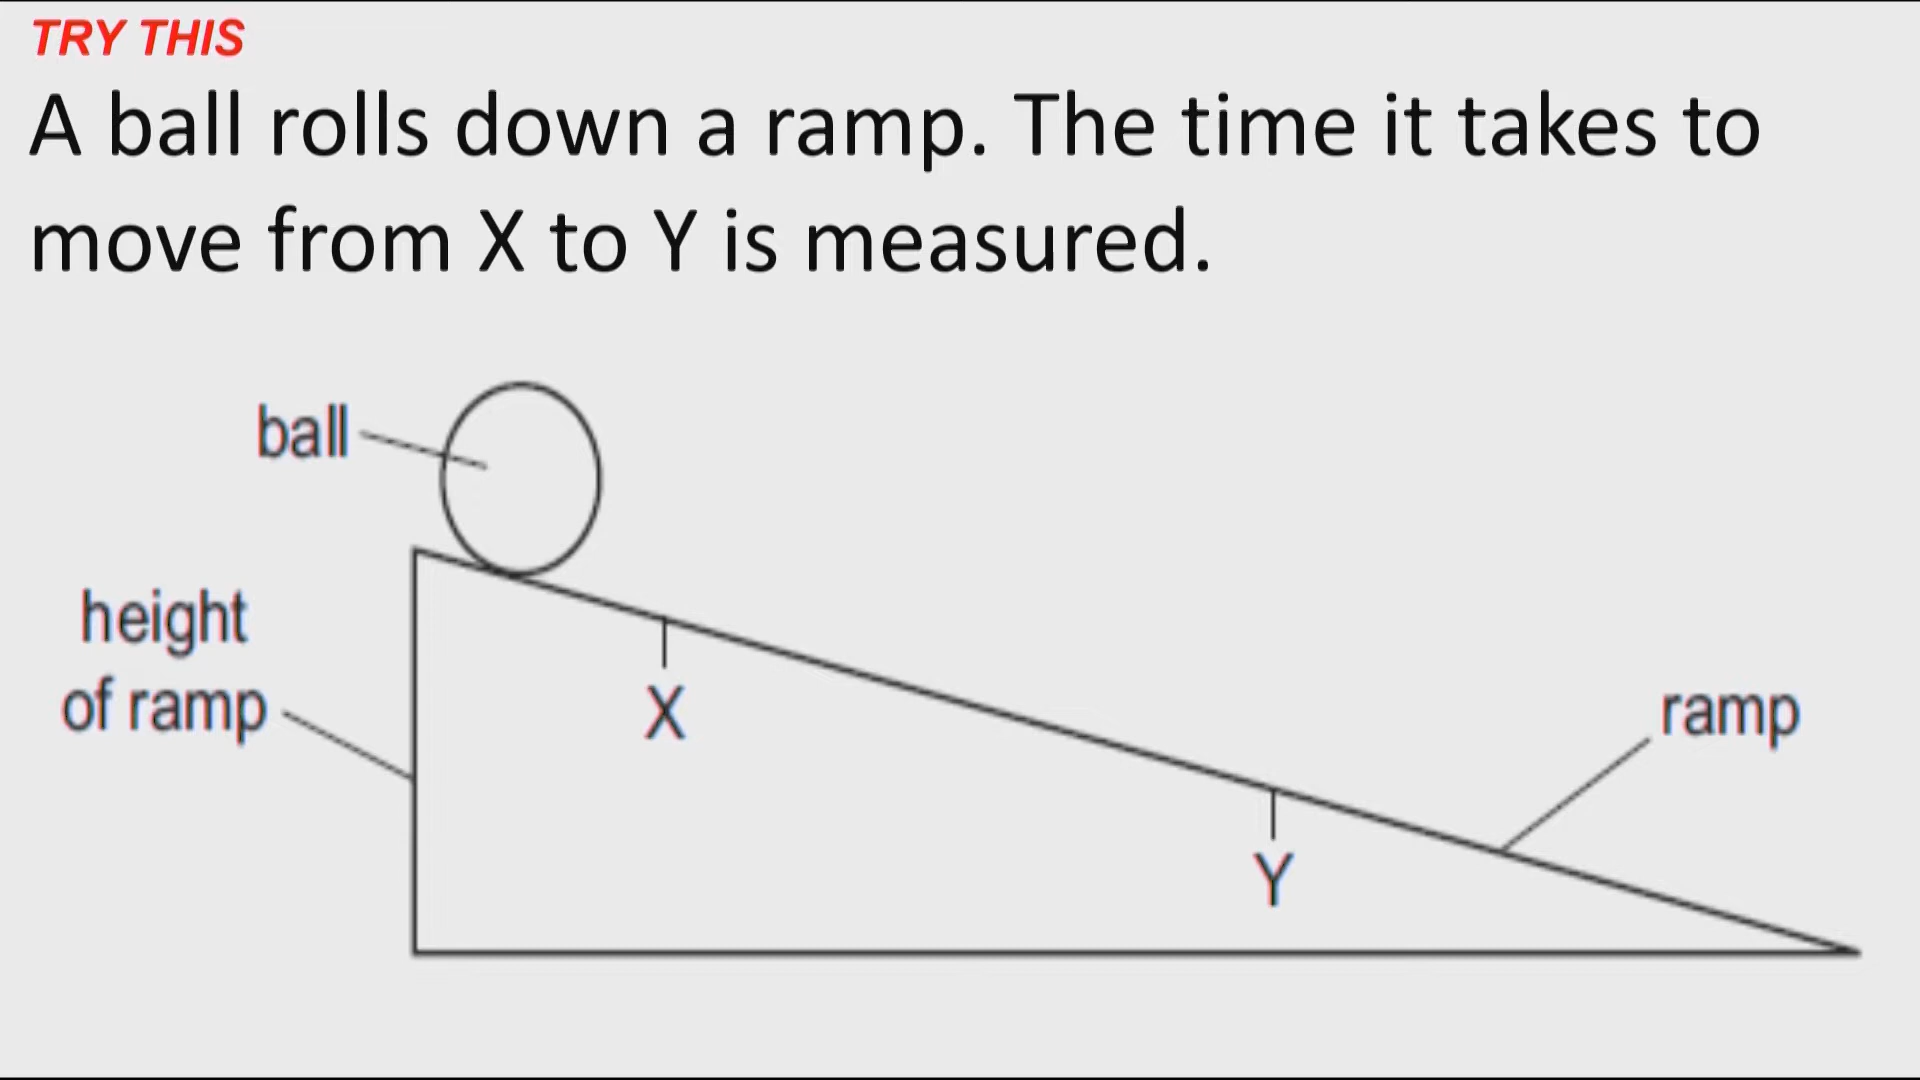 TRY THIS
A ball rolls down a ramp. The time it takes to
move from X to Y is measured.
ball
height
of ramp
X
ramp
Y